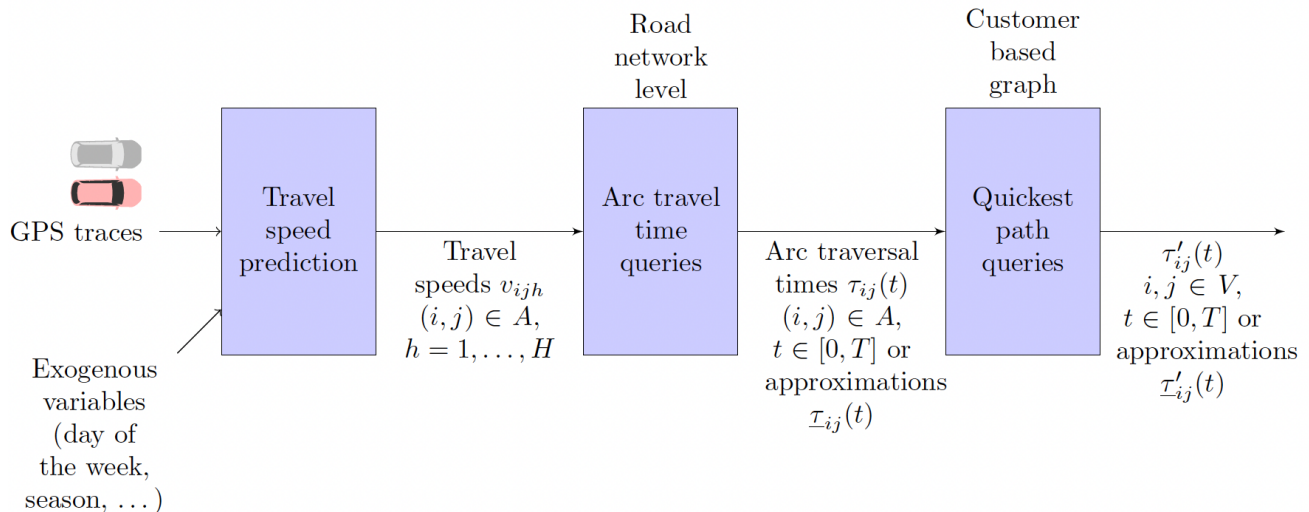 GPS traces
Exogenous
variables
(day of
the week,
season, …)
Travel
speed
prediction
Travel
speeds v_{ijh}
(i, j) ∈ A,
h = 1, …, H
Road
network
level
Arc travel
time
queries
Arc traversal
times τ_{ij}(t)
(i, j) ∈ A,
t ∈ [0, T] or
approximations
\underline{τ}_{ij}(t)
Customer
based
graph
Quickest
path
queries
τ′_{ij}(t)
i, j ∈ V,
t ∈ [0, T] or
approximations
\underline{τ}′_{ij}(t)